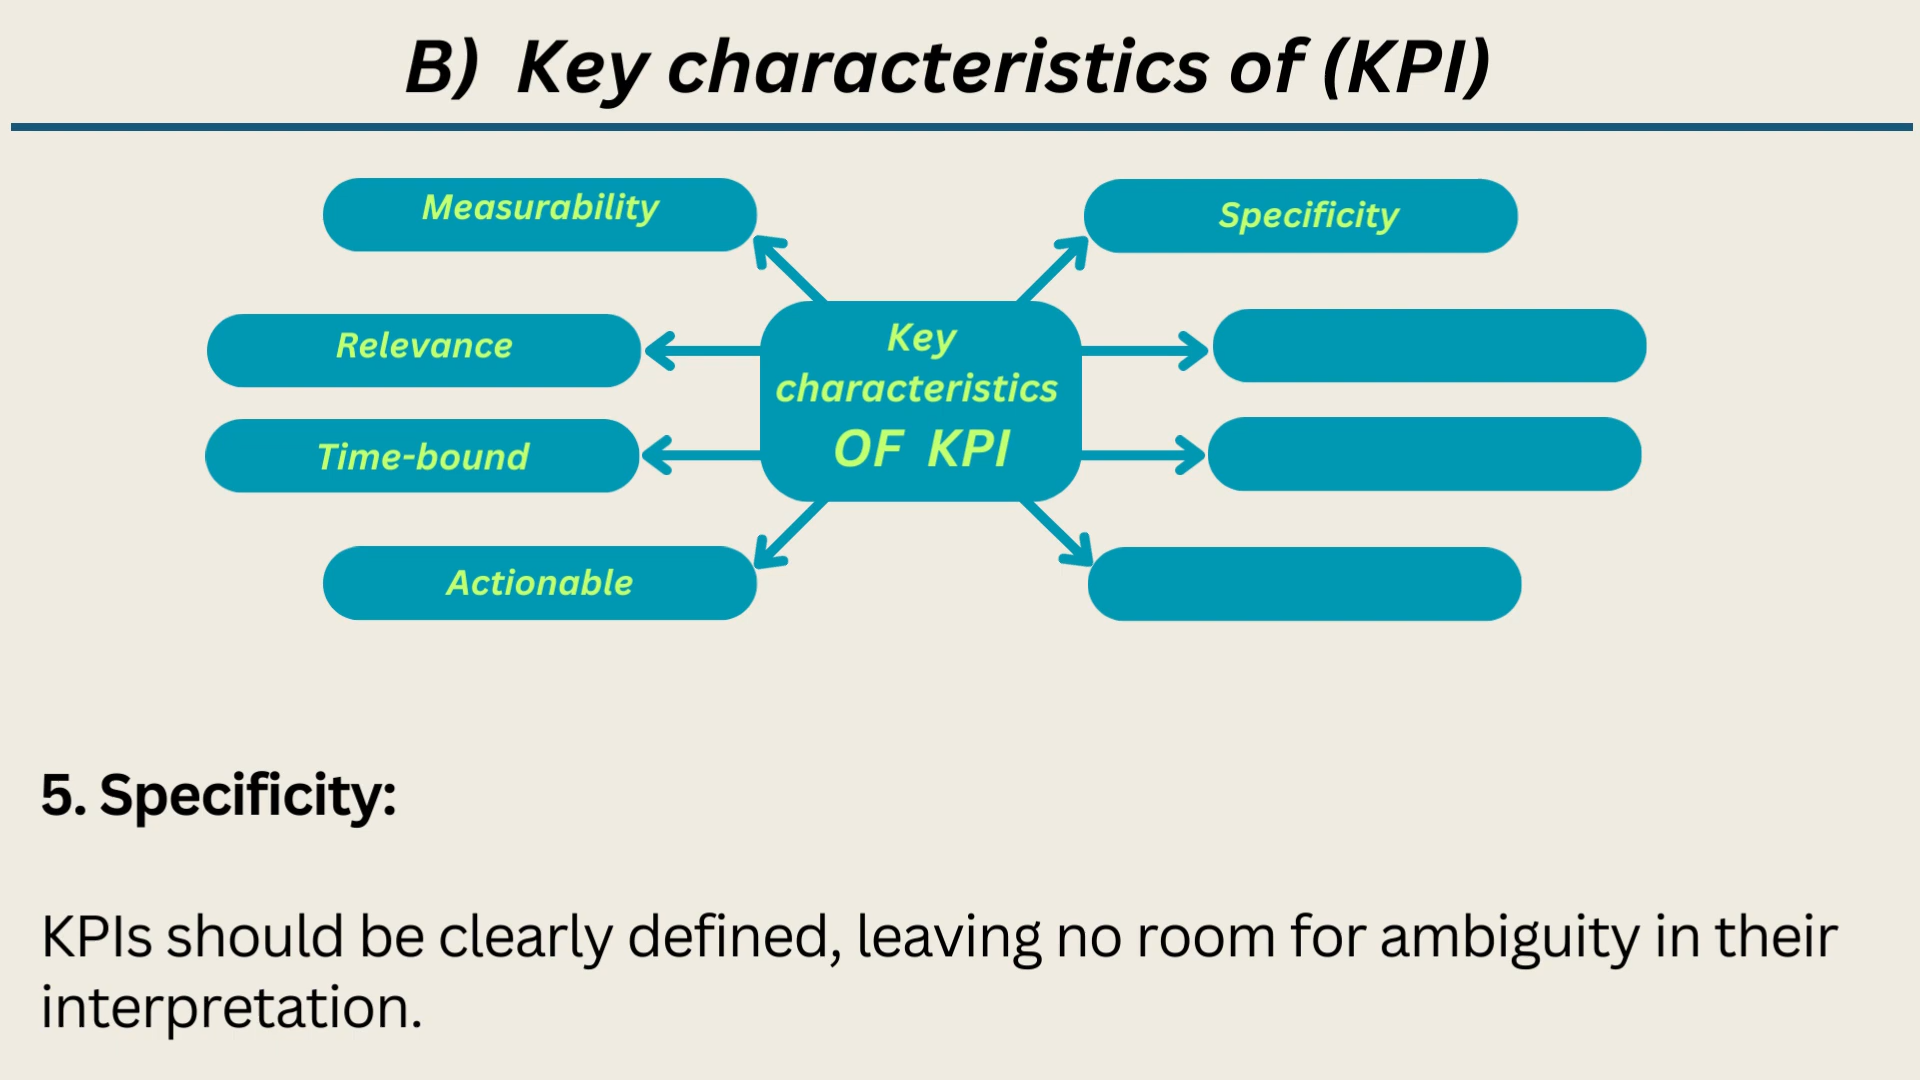 B) Key characteristics of (KPI)
Measurability
Specificity
Relevance
Time-bound
Actionable
Key
characteristics
OF KPI
5. Specificity:
KPIs should be clearly defined, leaving no room for ambiguity in their
interpretation.